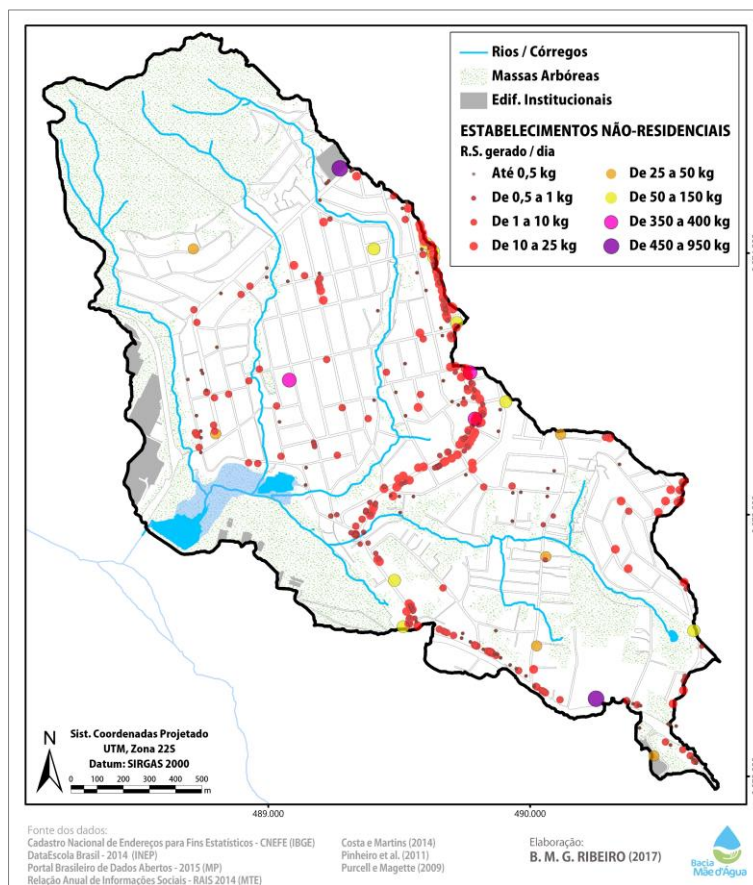 Rios / Córregos
Massas Arbóreas
Edif. Institucionais
ESTABELECIMENTOS NÃO-RESIDENCIAIS
R.S. gerado / dia
Até 0,5 kg
De 0,5 a 1 kg
De 1 a 10 kg
De 10 a 25 kg
De 25 a 50 kg
De 50 a 150 kg
De 350 a 400 kg
De 450 a 950 kg
N
Sist. Coordenadas Projetado
UTM, Zona 22S
Datum: SIRGAS 2000
0 100 200 300 400 500
m
489.000
490.000
Fonte dos dados:
Cadastro Nacional de Endereços para Fins Estatísticos - CNEFE (IBGE)
DataEscola Brasil - 2014 (INEP)
Portal Brasileiro de Dados Abertos - 2015 (MP)
Relação Anual de Informações Sociais - RAIS 2014 (MTE)
Costa e Martins (2014)
Pinheiro et al. (2011)
Purcell e Magette (2009)
Elaboração:
B. M. G. RIBEIRO (2017)
Bacia
Mãe d'Água